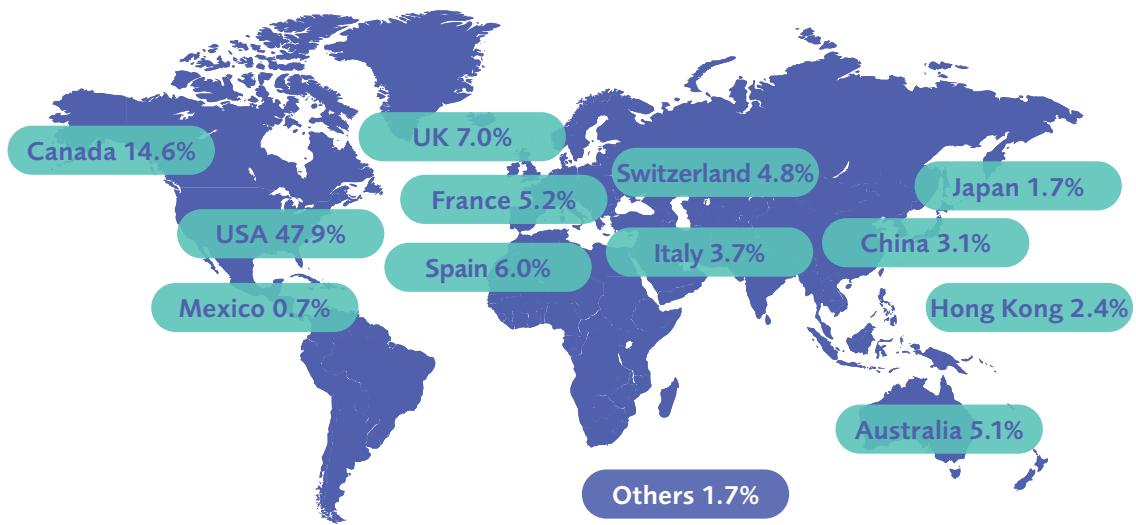 Canada 14.6%
UK 7.0%
Switzerland 4.8%
Japan 1.7%
France 5.2%
USA 47.9%
China 3.1%
Italy 3.7%
Spain 6.0%
Mexico 0.7%
Hong Kong 2.4%
Australia 5.1%
Others 1.7%